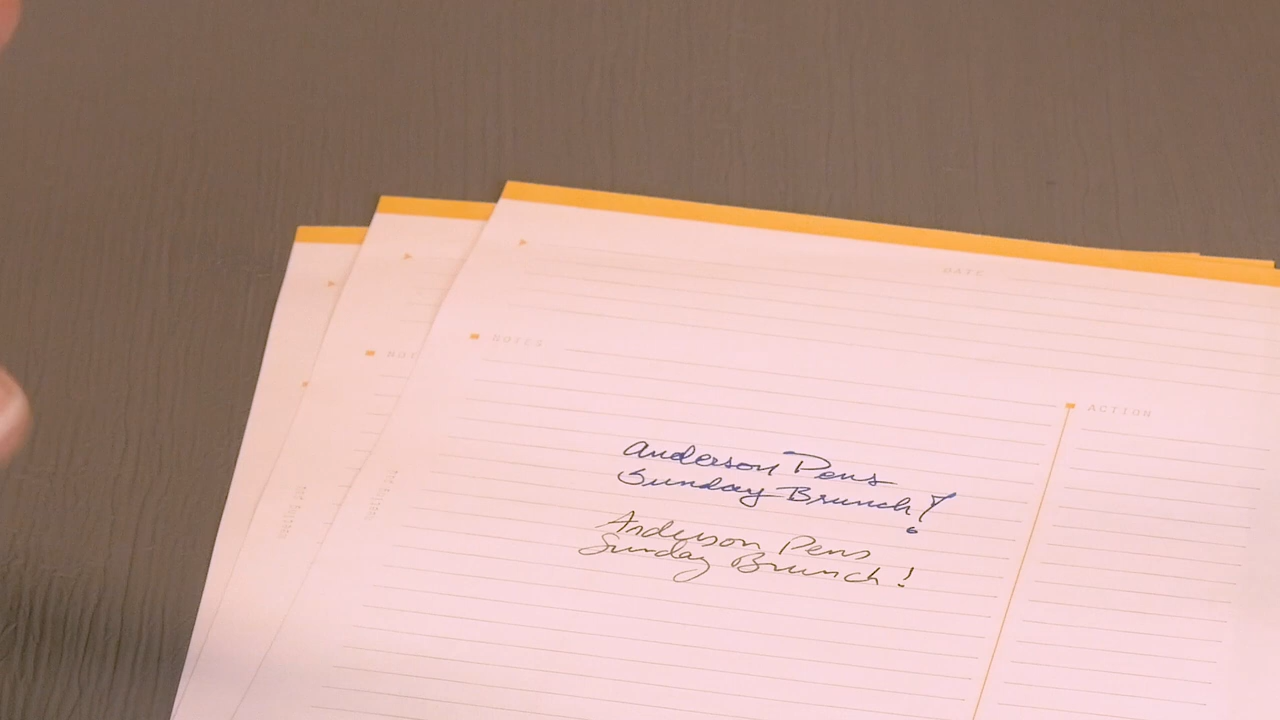 DATE
NOTES
ACTION
Anderson Pens
Sunday Brunch!
Anderson Pens
Sunday Brunch!